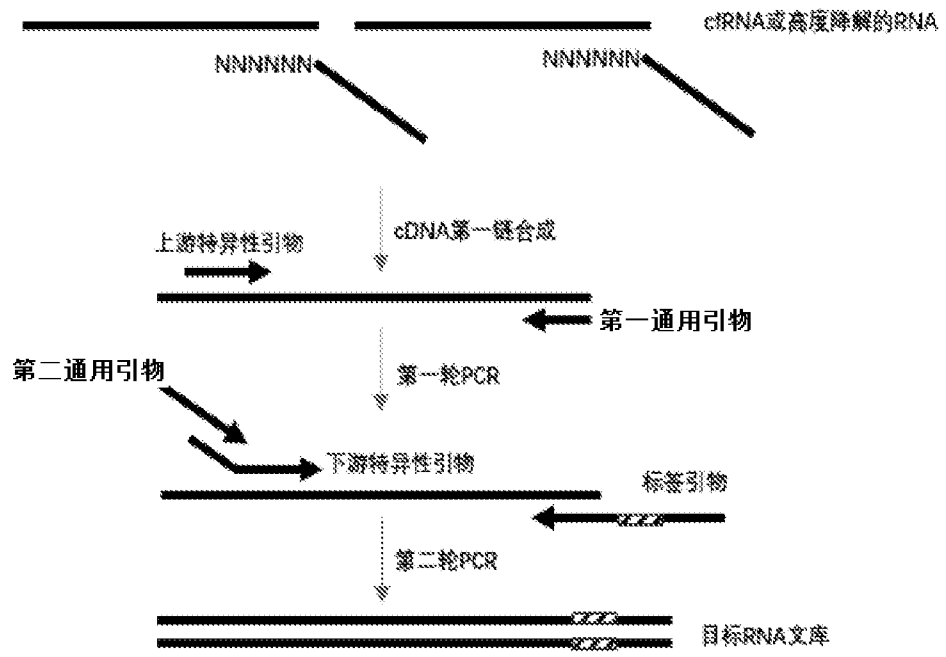 cfRNA或高度降解的RNA
NNNNNN
NNNNNN
cDNA第一链合成
上游特异性引物
第一通用引物
第一轮PCR
第二通用引物
下游特异性引物
标签引物
第二轮PCR
目标RNA文库